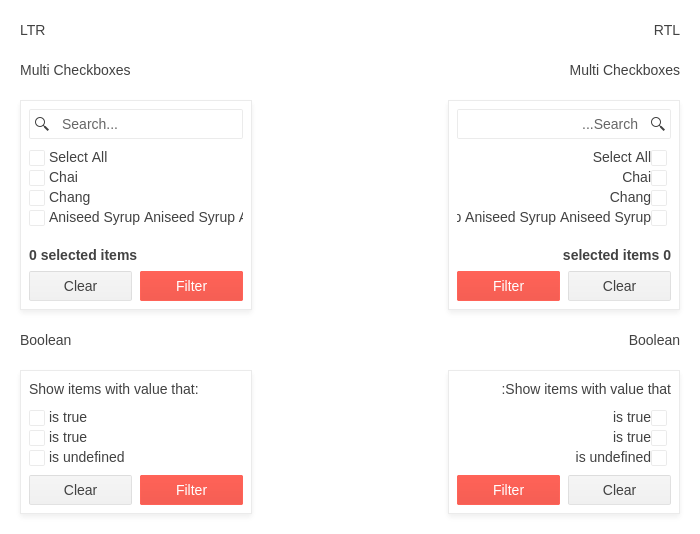 LTR
RTL
Multi Checkboxes
Multi Checkboxes
Search...
...Search
Select All
Select All
Chai
Chai
Chang
Chang
Aniseed Syrup Aniseed Syrup
Aniseed Syrup Aniseed Syrup
0 selected items
selected items 0
Clear
Filter
Filter
Clear
Boolean
Boolean
Show items with value that:
:Show items with value that
is true
is true
is true
is true
is undefined
is undefined
Clear
Filter
Filter
Clear